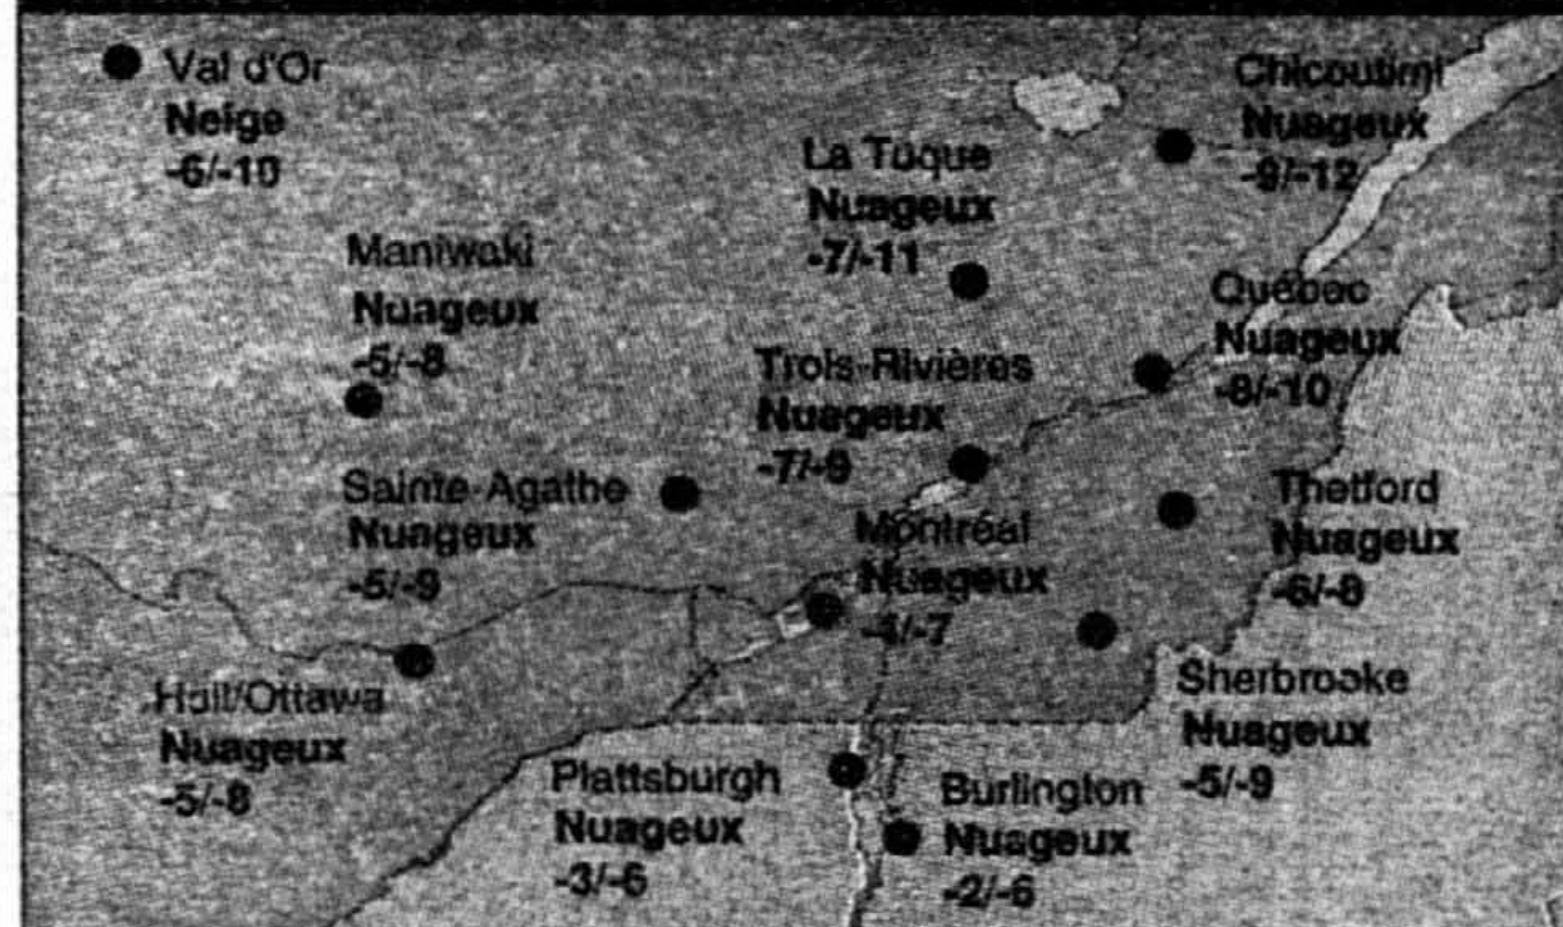 Val d'Or
Neige
-6/-10
Chicoutimi
Nuageux
-9/-12
La Tuque
Nuageux
-7/-11
Maniwaki
Nuageux
-5/-8
Québec
Nuageux
-8/-10
Trois-Rivières
Nuageux
-7/-9
Sainte-Agathe
Nuageux
-5/-9
Thetford
Nuageux
-6/-8
Montréal
Nuageux
-4/-7
Hull/Ottawa
Nuageux
-5/-8
Sherbrooke
Nuageux
-5/-9
Plattsburgh
Nuageux
-3/-6
Burlington
Nuageux
-2/-6